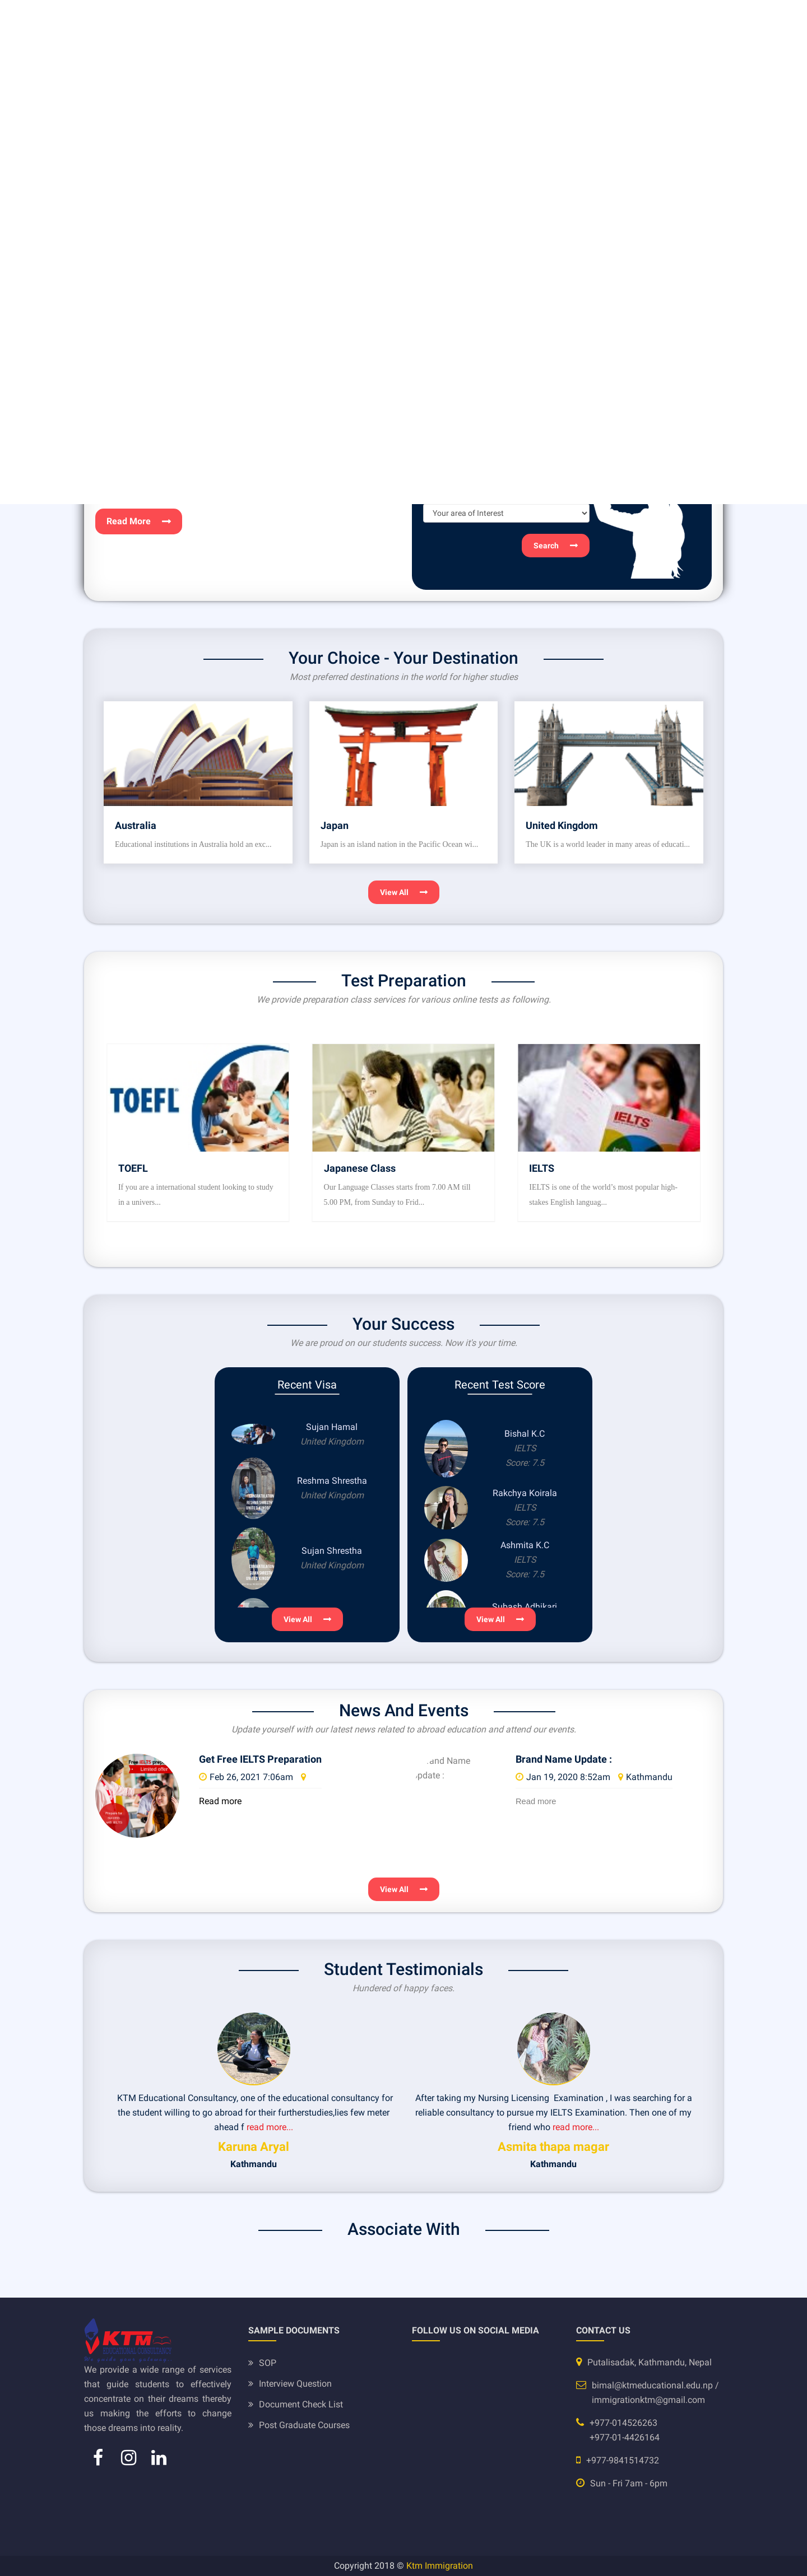 Read More
Your area of Interest
Search
Your Choice - Your Destination
Most preferred destinations in the world for higher studies
Australia
Educational institutions in Australia hold an exc...
Japan
Japan is an island nation in the Pacific Ocean wi...
United Kingdom
The UK is a world leader in many areas of educati...
View All
Test Preparation
We provide preparation class services for various online tests as following.
TOEFL
TOEFL
If you are a international student looking to study
in a univers...
Japanese Class
Our Language Classes starts from 7.00 AM till
5.00 PM, from Sunday to Frid...
IELTS
IELTS
IELTS is one of the world's most popular high-
stakes English languag...
Your Success
We are proud on our students success. Now it's your time.
Recent Visa
Sujan Hamal
United Kingdom
Reshma Shrestha
United Kingdom
Sujan Shrestha
United Kingdom
View All
Recent Test Score
Bishal K.C
IELTS
Score: 7.5
Rakchya Koirala
IELTS
Score: 7.5
Ashmita K.C
IELTS
Score: 7.5
Subash Adhikari
View All
News And Events
Update yourself with our latest news related to abroad education and attend our events.
Free IELTS prepar
Limited offer
Get Free IELTS Preparation
Feb 26, 2021 7:06am
Read more
and Name
pdate :
Brand Name Update :
Jan 19, 2020 8:52am Kathmandu
Read more
View All
Student Testimonials
Hundered of happy faces.
KTM Educational Consultancy, one of the educational consultancy for
the student willing to go abroad for their furtherstudies,lies few meter
ahead f read more...
Karuna Aryal
Kathmandu
After taking my Nursing Licensing Examination , I was searching for a
reliable consultancy to pursue my IELTS Examination. Then one of my
friend who read more...
Asmita thapa magar
Kathmandu
Associate With
KTM
We provide a wide range of services
that guide students to effectively
concentrate on their dreams thereby
us making the efforts to change
those dreams into reality.
SAMPLE DOCUMENTS
SOP
Interview Question
Document Check List
Post Graduate Courses
FOLLOW US ON SOCIAL MEDIA
CONTACT US
Putalisadak, Kathmandu, Nepal
bimal@ktmeducational.edu.np /
immigrationktm@gmail.com
+977-014526263
+977-01-4426164
+977-9841514732
Sun - Fri 7am - 6pm
Copyright 2018 © Ktm Immigration